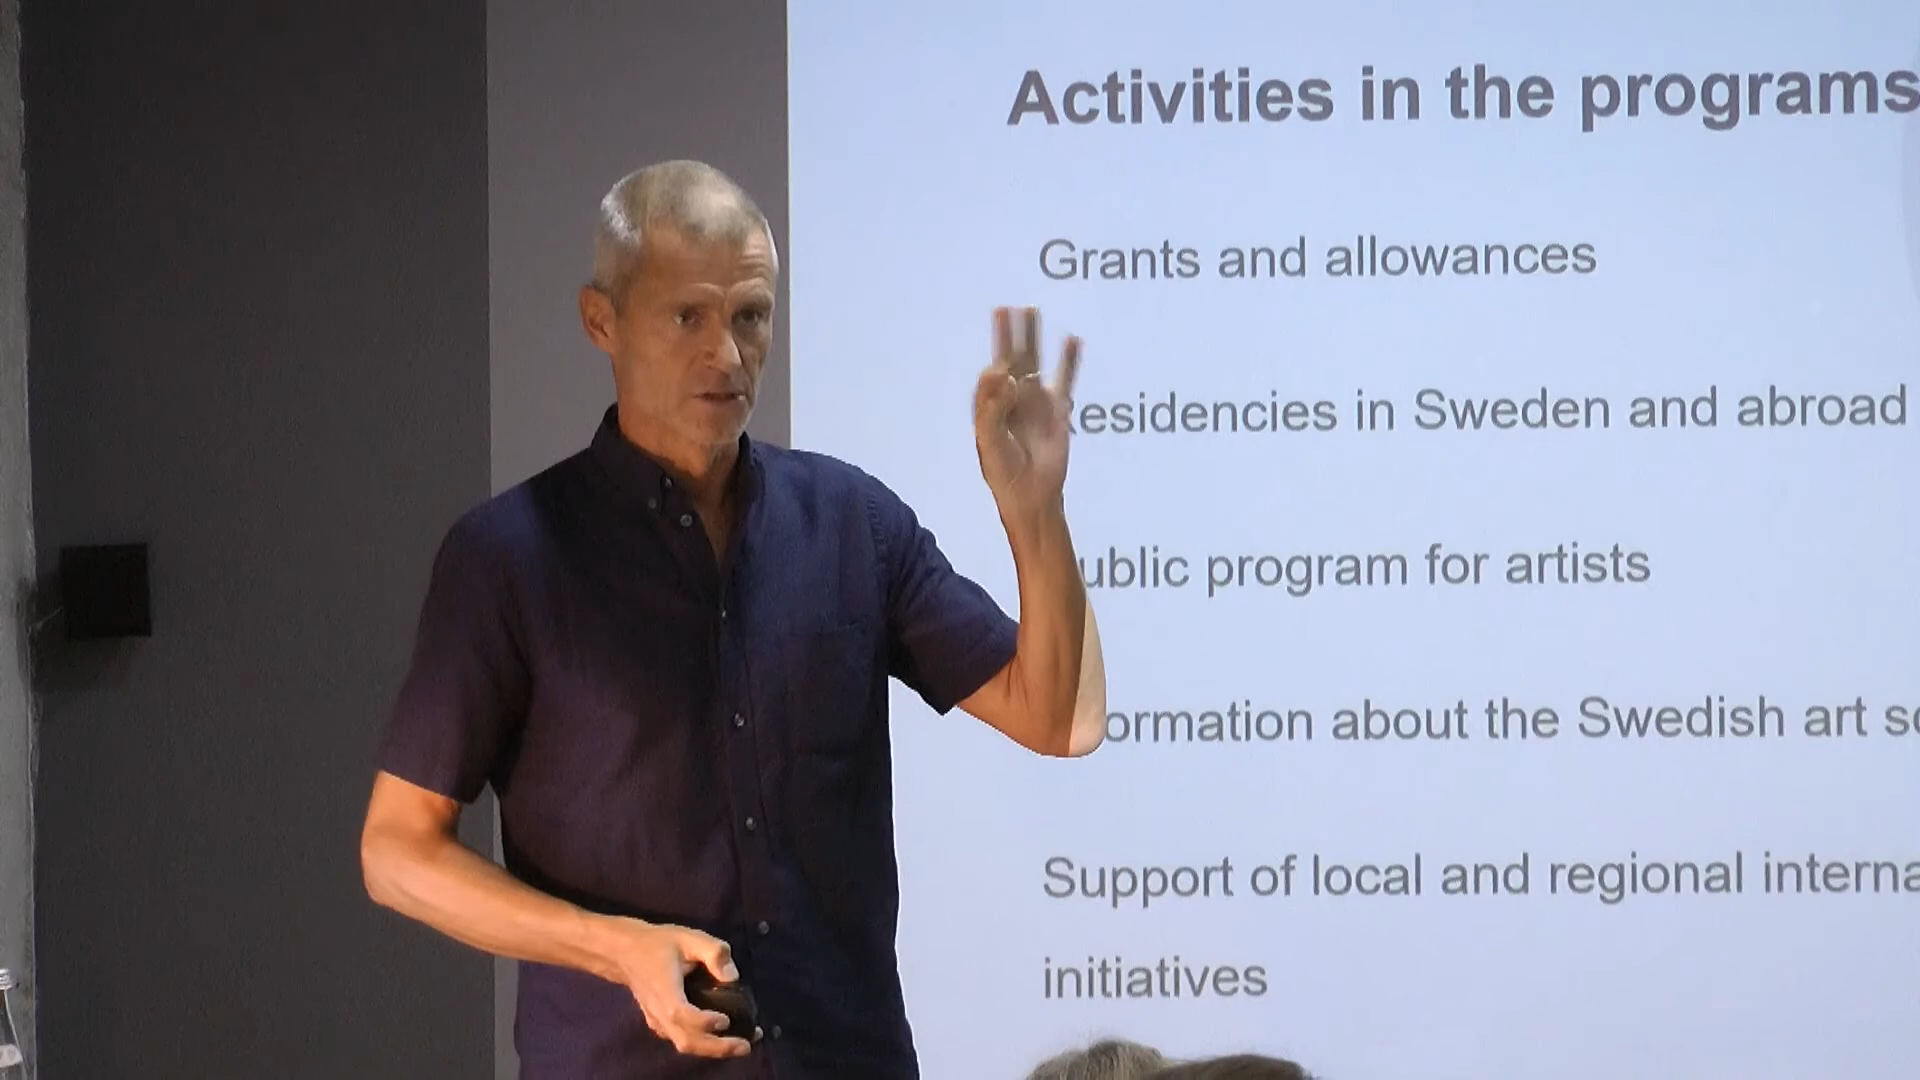 Activities in the programs
Grants and allowances
esidencies in Sweden and abroad
ublic program for artists
ormation about the Swedish art
Support of local and regional
initiatives